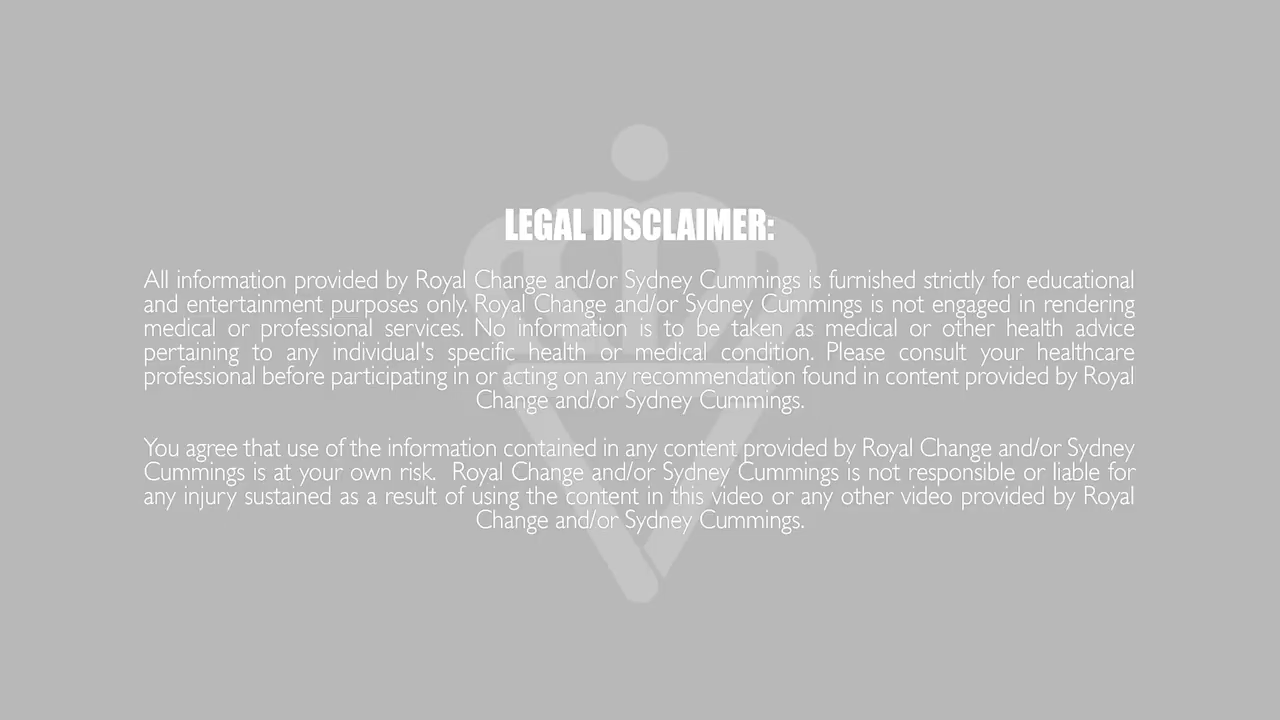 LEGAL DISCLAIMER:
All information provided by Royal Change and/or Sydney Cummings is furnished strictly for educational
and entertainment purposes only. Royal Change and/or Sydney Cummings is not engaged in rendering
medical or professional services. No information is to be taken as medical or other health advice
pertaining to any individual's specific health or medical condition. Please consult your healthcare
professional before participating in or acting on any recommendation found in content provided by Royal
Change and/or Sydney Cummings.
You agree that use of the information contained in any content provided by Royal Change and/or Sydney
Cummings is at your own risk.  Royal Change and/or Sydney Cummings is not responsible or liable for
any injury sustained as a result of using the content in this video or any other video provided by Royal
Change and/or Sydney Cummings.